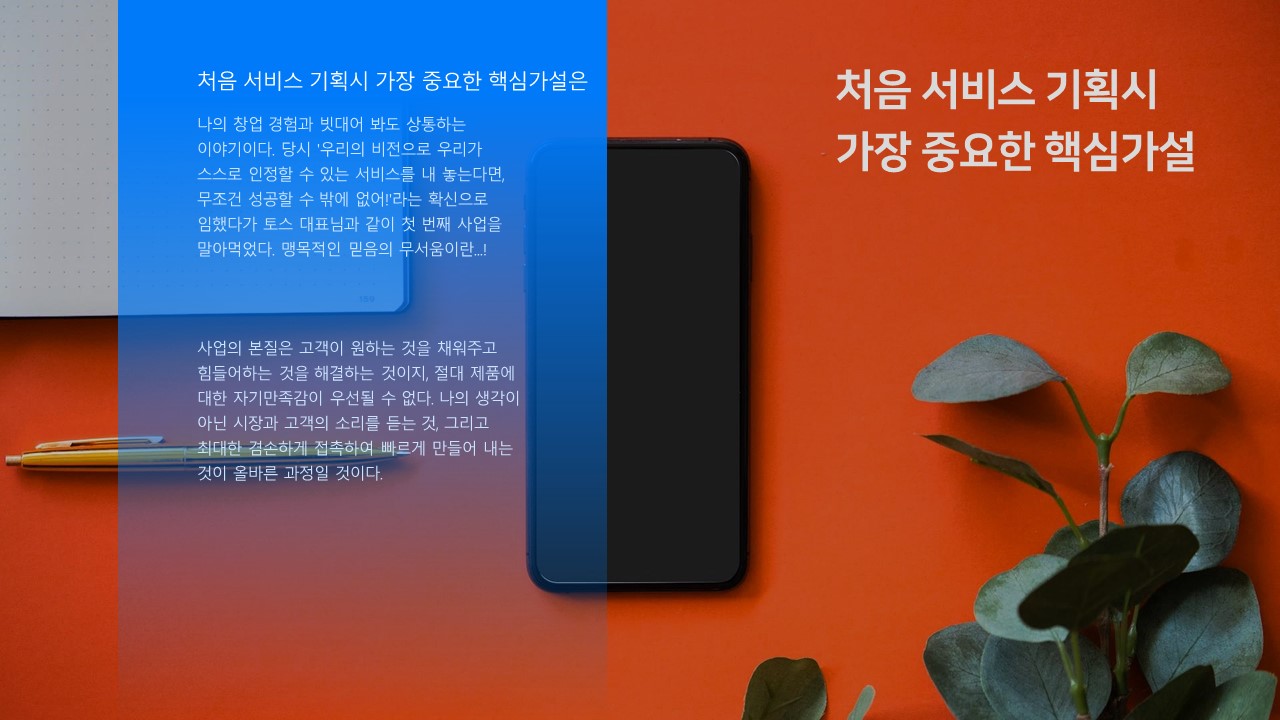 처음 서비스 기획시 가장 중요한 핵심가설은
나의 창업 경험과 빗대어 봐도 상통하는
이야기이다. 당시 '우리의 비전으로 우리가
스스로 인정할 수 있는 서비스를 내 놓는다면,
무조건 성공할 수 밖에 없어!'라는 확신으로
임했다가 토스 대표님과 같이 첫 번째 사업을
말아먹었다. 맹목적인 믿음의 무서움이란...!
사업의 본질은 고객이 원하는 것을 채워주고
힘들어하는 것을 해결하는 것이지, 절대 제품에
대한 자기만족감이 우선될 수 없다. 나의 생각이
아닌 시장과 고객의 소리를 듣는 것, 그리고
최대한 겸손하게 접촉하여 빠르게 만들어 내는
것이 올바른 과정일 것이다.
처음 서비스 기획시
가장 중요한 핵심가설